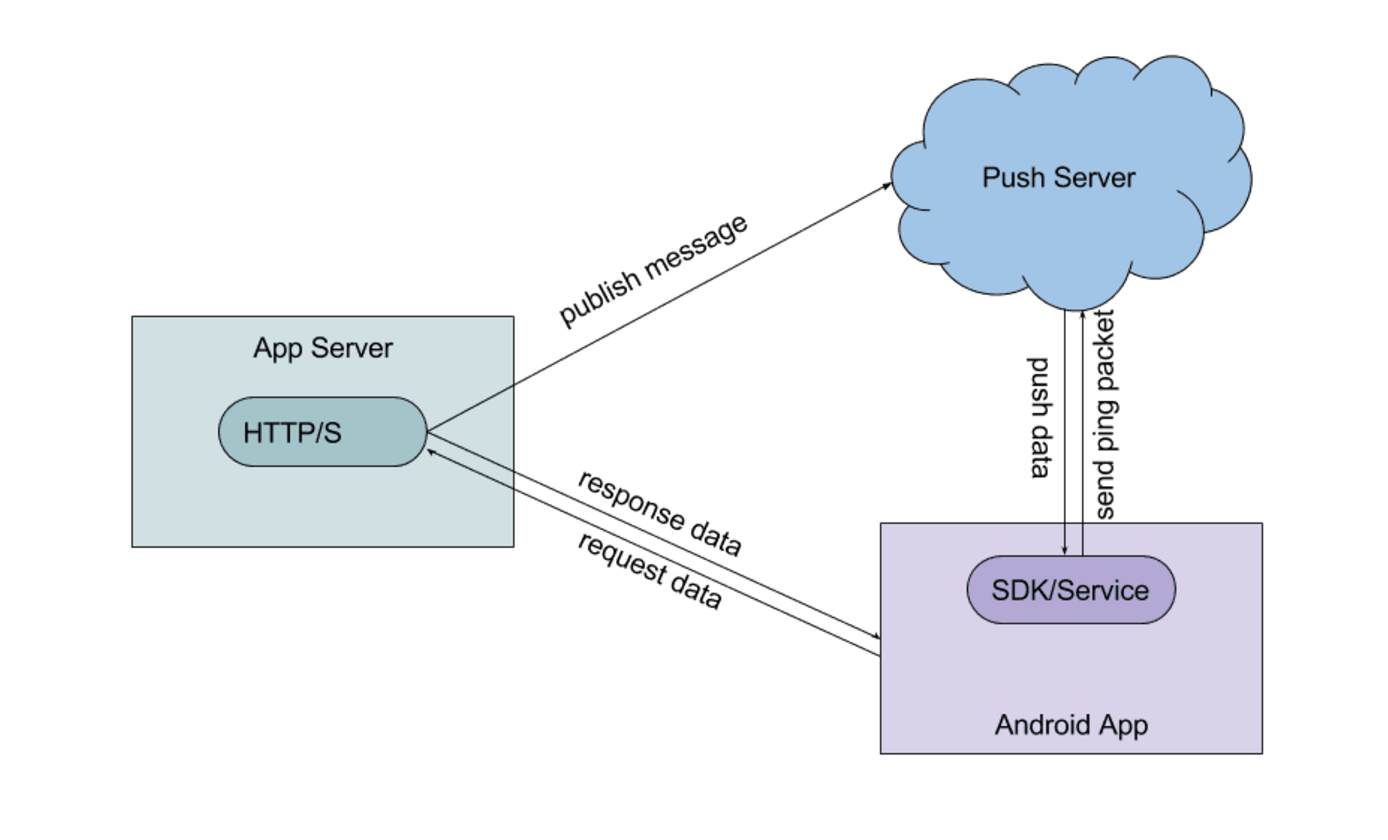 Push Server
publish message
App Server
HTTP/S
push data
send ping packet
response data
request data
SDK/Service
Android App